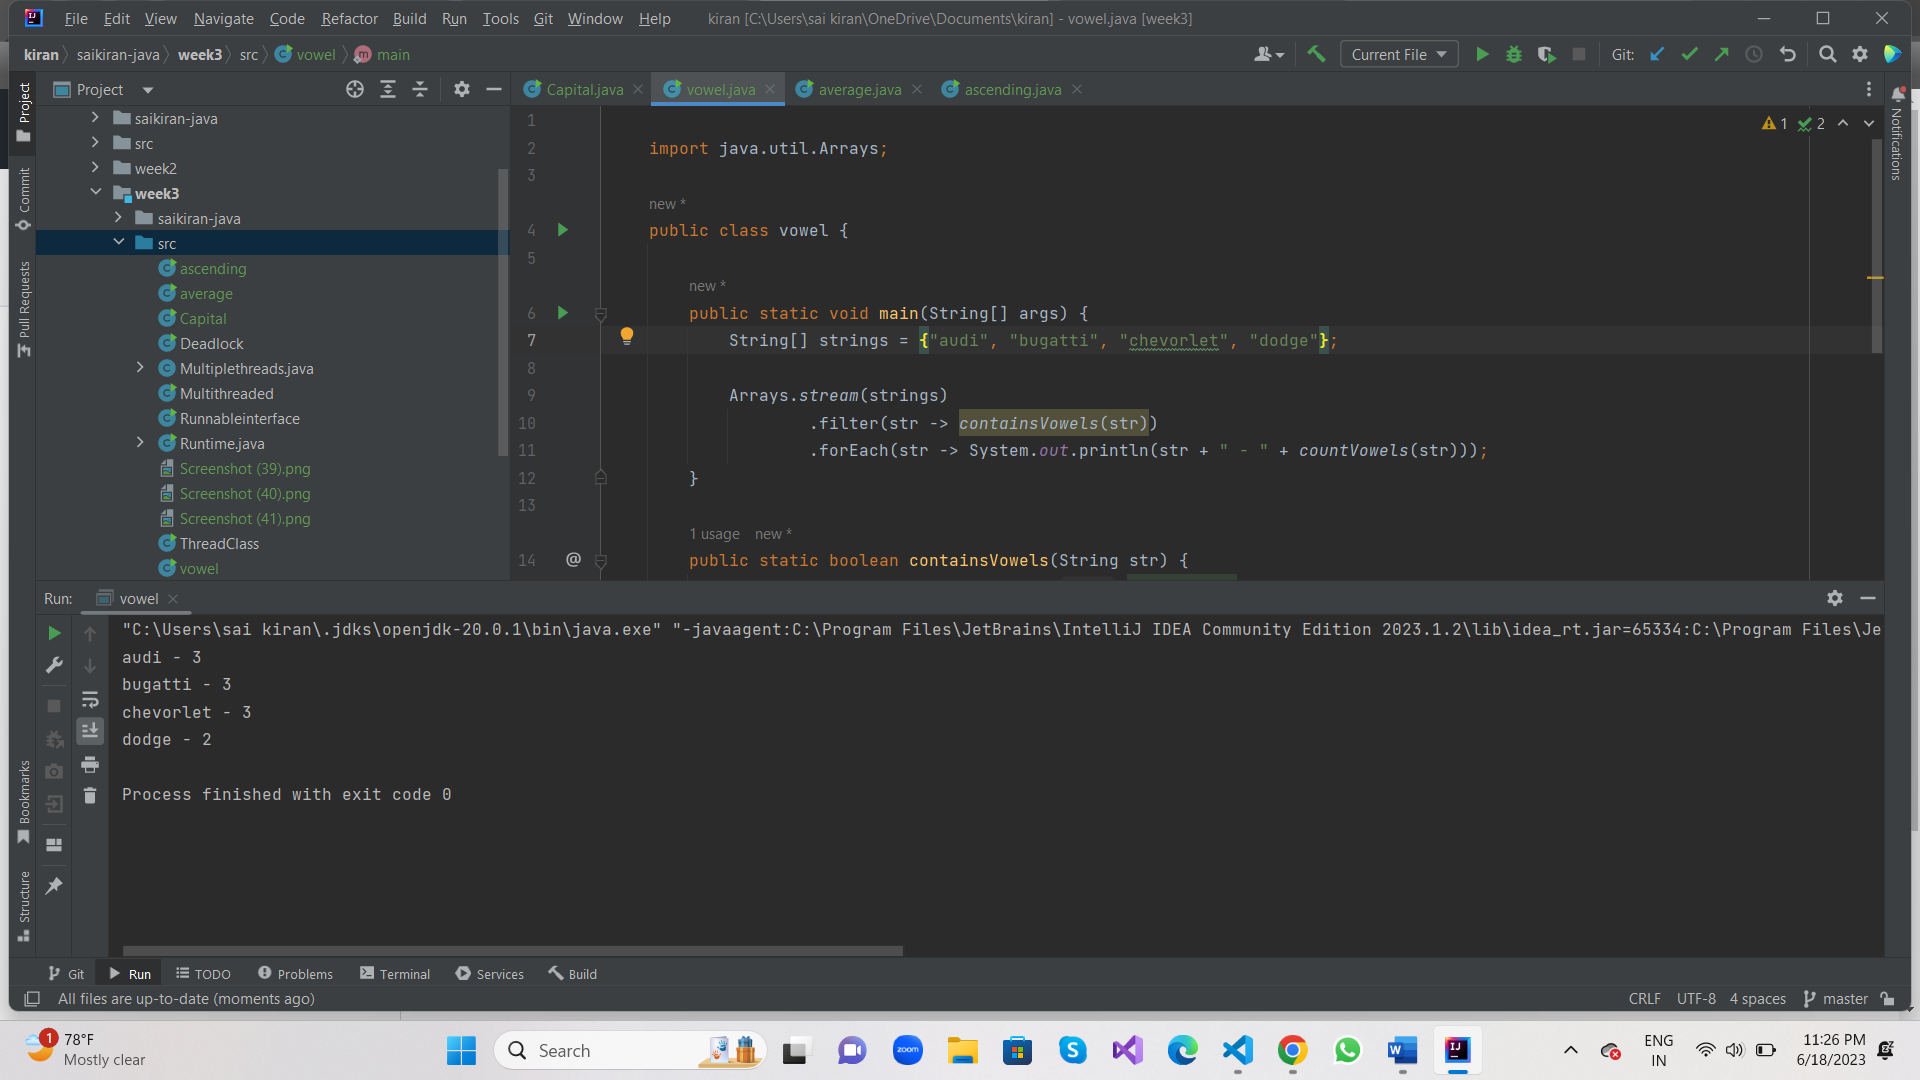 File Edit View Navigate Code Refactor Build Run Tools Git Window Help kiran [C:\Users\sai kiran\OneDrive\Documents\kiran] - vowel.java [week3]
kiran saikiran-java week3 src vowel main Current File Git:
Project
Capital.java vowel.java average.java ascending.java
saikiran-java
src
week2
week3
saikiran-java
src
ascending
average
Capital
Deadlock
Multiplethreads.java
Multithreaded
Runnableinterface
Runtime.java
Screenshot (39).png
Screenshot (40).png
Screenshot (41).png
ThreadClass
vowel
Project
Commit
Pull Requests
Bookmarks
Structure
Notifications
1 2
1
2 import java.util.Arrays;
3
new *
4 public class vowel {
5
new *
6 public static void main(String[] args) {
7 String[] strings = {"audi", "bugatti", "chevorlet", "dodge"};
8
9 Arrays.stream(strings)
10 .filter(str -> containsVowels(str))
11 .forEach(str -> System.out.println(str + " - " + countVowels(str)));
12 }
13
1 usage new *
14 @ public static boolean containsVowels(String str) {
Run: vowel
"C:\Users\sai kiran\.jdks\openjdk-20.0.1\bin\java.exe" "-javaagent:C:\Program Files\JetBrains\IntelliJ IDEA Community Edition 2023.1.2\lib\idea_rt.jar=65334:C:\Program Files\Je
audi - 3
bugatti - 3
chevorlet - 3
dodge - 2
Process finished with exit code 0
Git Run TODO Problems Terminal Services Build
All files are up-to-date (moments ago) CRLF UTF-8 4 spaces master
1 78°F
Mostly clear
Search
zoom
ENG
IN
11:26 PM
6/18/2023